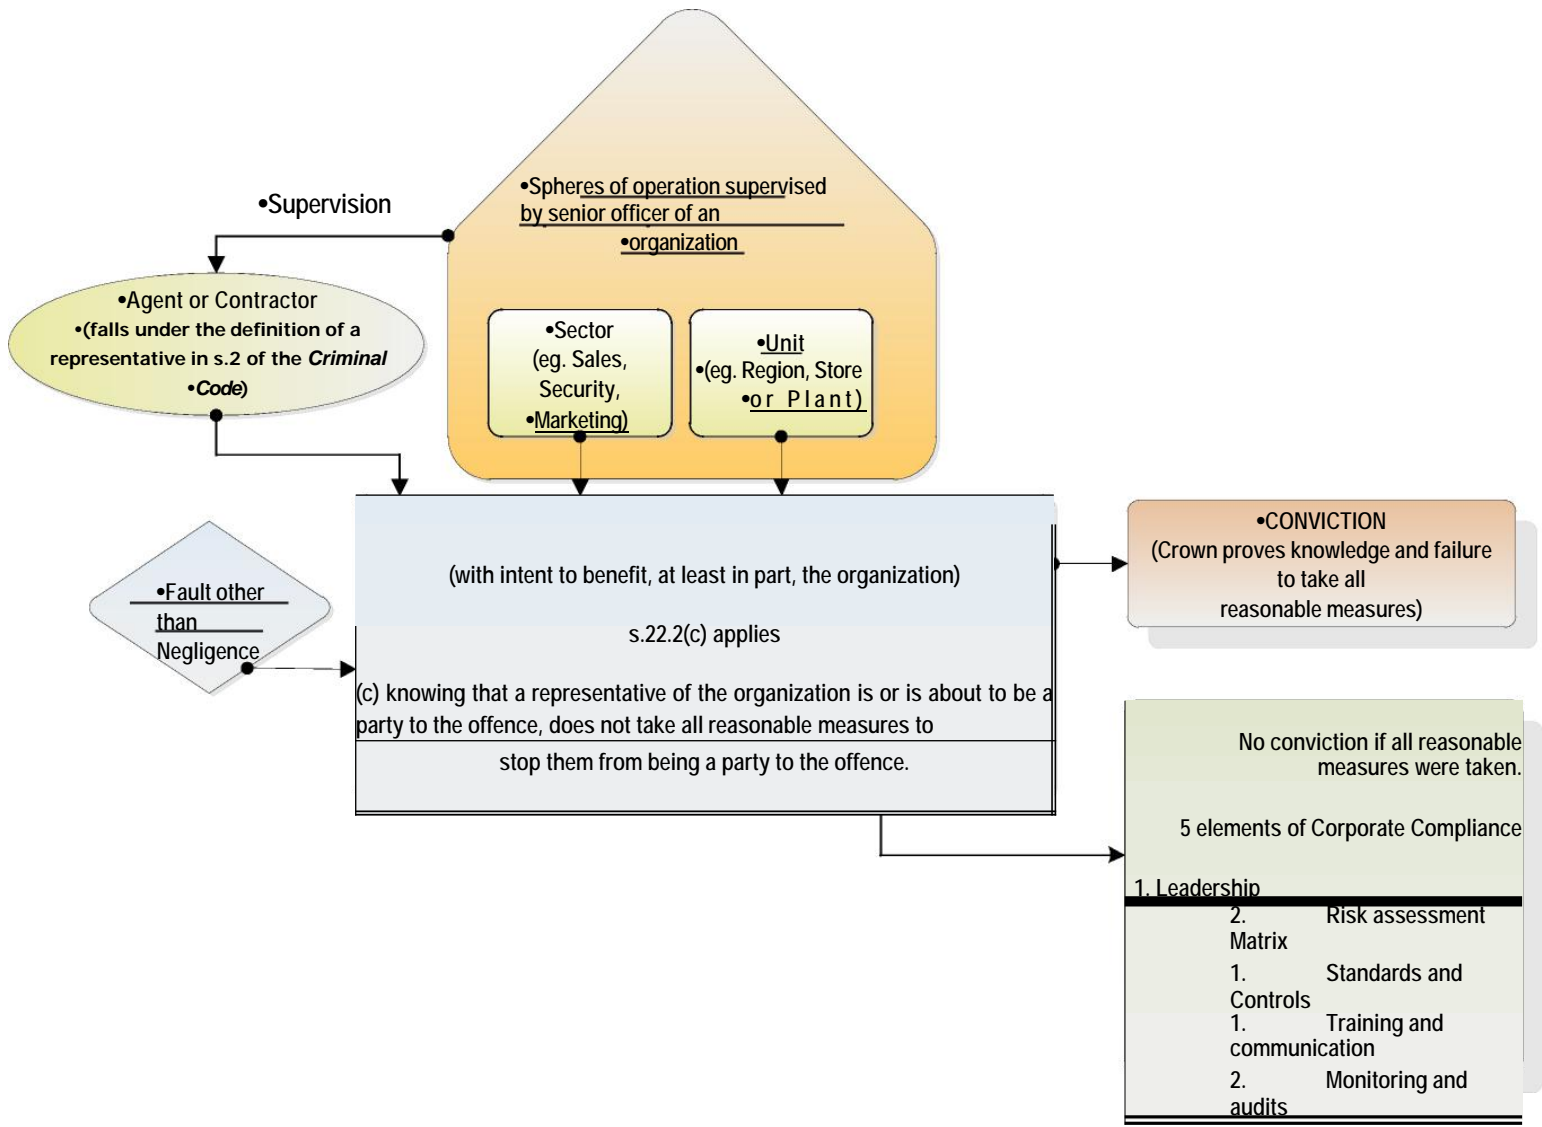 •Spheres of operation supervised
by senior officer of an
•organization
•Supervision
•Agent or Contractor
•(falls under the definition of a
representative in s.2 of the Criminal
•Code)
•Sector
(eg. Sales,
Security,
•Marketing)
•Unit
•(eg. Region, Store
•or Plant)
•Fault other
than
Negligence
(with intent to benefit, at least in part, the organization)
s.22.2(c) applies
(c) knowing that a representative of the organization is or is about to be a
party to the offence, does not take all reasonable measures to
stop them from being a party to the offence.
•CONVICTION
(Crown proves knowledge and failure
to take all
reasonable measures)
No conviction if all reasonable
measures were taken.
5 elements of Corporate Compliance
1. Leadership
2. Risk assessment
Matrix
1. Standards and
Controls
1. Training and
communication
2. Monitoring and
audits